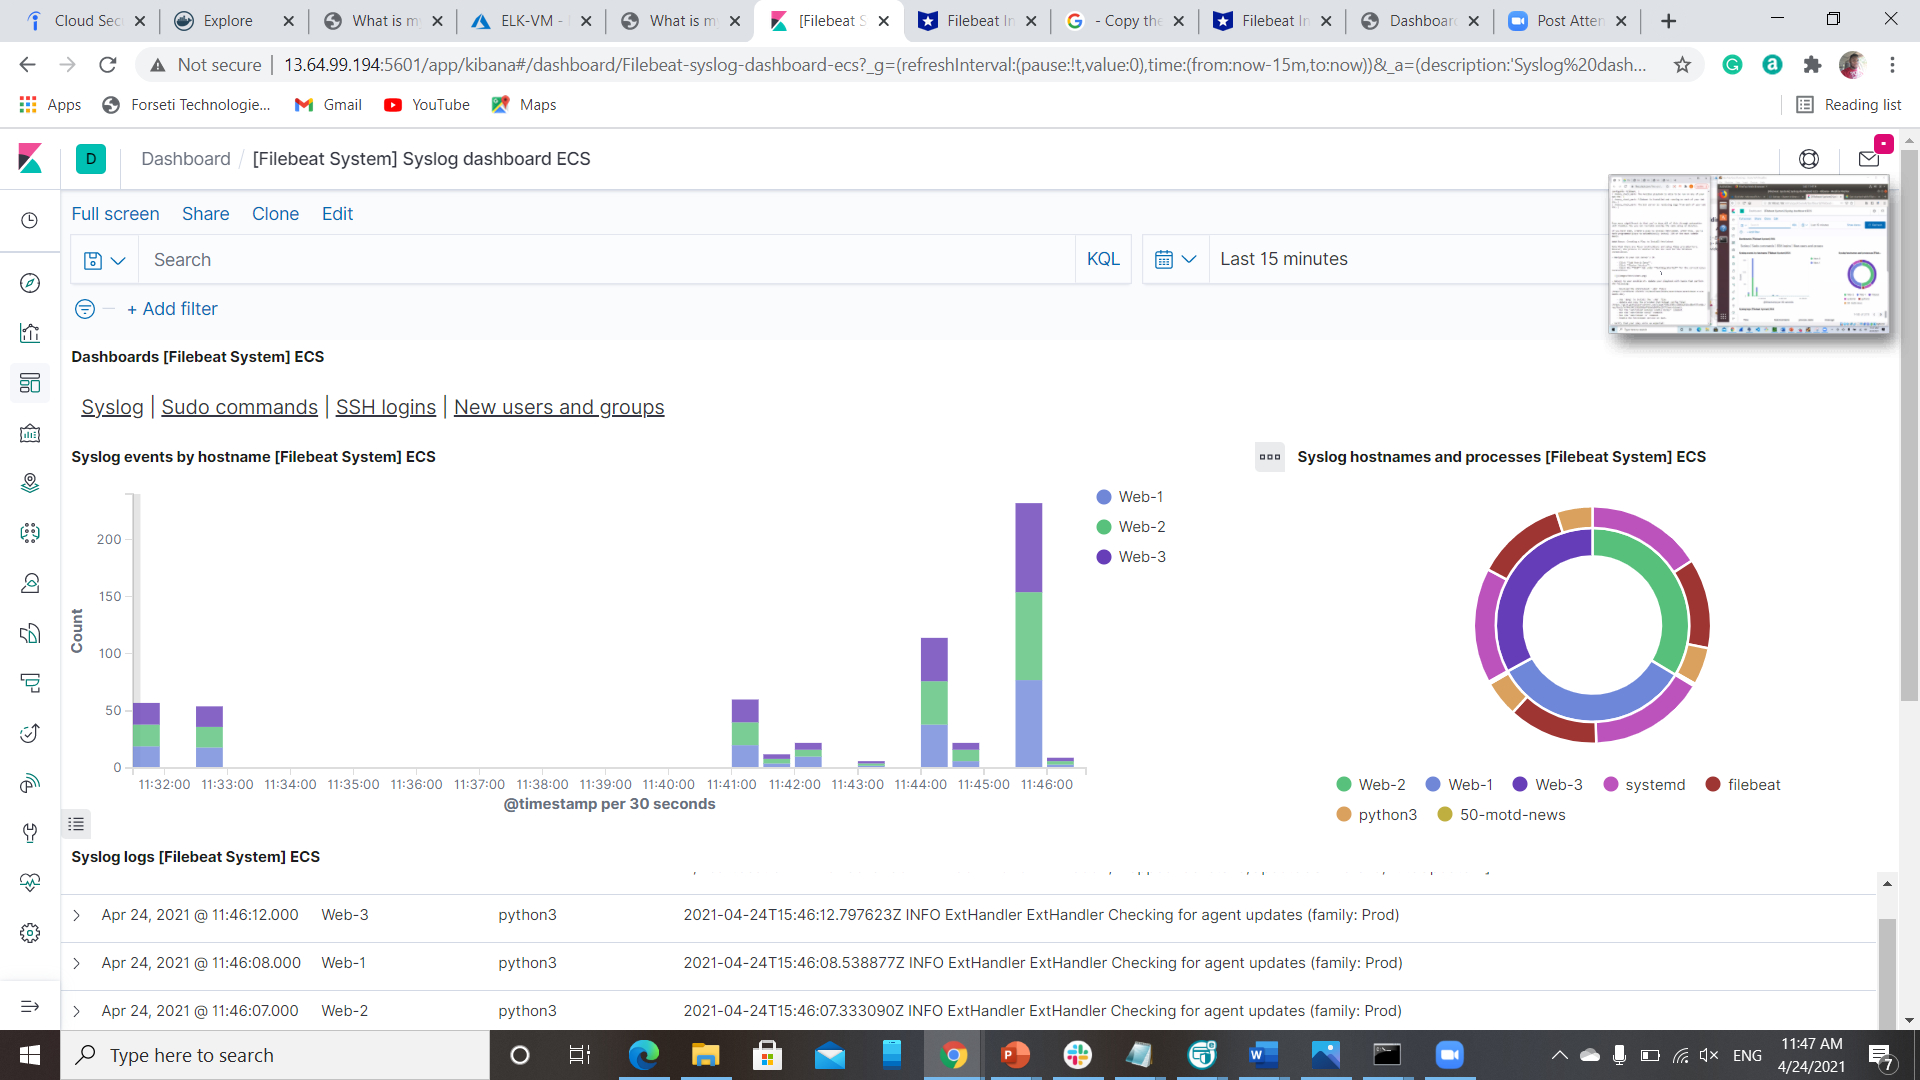 Cloud Sec
Explore
What is my
ELK-VM -
What is my
[Filebeat S
Filebeat In
- Copy the
Filebeat In
Dashboard
Post Atten
Not secure
13.64.99.194:5601/app/kibana#/dashboard/Filebeat-syslog-dashboard-ecs?_g=(refreshInterval:(pause:!t,value:0),time:(from:now-15m,to:now))&_a=(description:'Syslog%20dash...
Apps
Forseti Technologie...
Gmail
YouTube
Maps
Reading list
D
Dashboard / [Filebeat System] Syslog dashboard ECS
Full screen
Share
Clone
Edit
Search
KQL
Last 15 minutes
+ Add filter
Dashboards [Filebeat System] ECS
Syslog | Sudo commands | SSH logins | New users and groups
Syslog events by hostname [Filebeat System] ECS
Count
200
150
100
50
0
11:32:00 11:33:00 11:34:00 11:35:00 11:36:00 11:37:00 11:38:00 11:39:00 11:40:00 11:41:00 11:42:00 11:43:00 11:44:00 11:45:00 11:46:00
@timestamp per 30 seconds
Web-1
Web-2
Web-3
Syslog hostnames and processes [Filebeat System] ECS
Web-2 Web-1 Web-3 systemd filebeat
python3 50-motd-news
Syslog logs [Filebeat System] ECS
Apr 24, 2021 @ 11:46:12.000 Web-3 python3 2021-04-24T15:46:12.797623Z INFO ExtHandler ExtHandler Checking for agent updates (family: Prod)
Apr 24, 2021 @ 11:46:08.000 Web-1 python3 2021-04-24T15:46:08.538877Z INFO ExtHandler ExtHandler Checking for agent updates (family: Prod)
Apr 24, 2021 @ 11:46:07.000 Web-2 python3 2021-04-24T15:46:07.333090Z INFO ExtHandler ExtHandler Checking for agent updates (family: Prod)
Type here to search
ENG
11:47 AM
4/24/2021
7